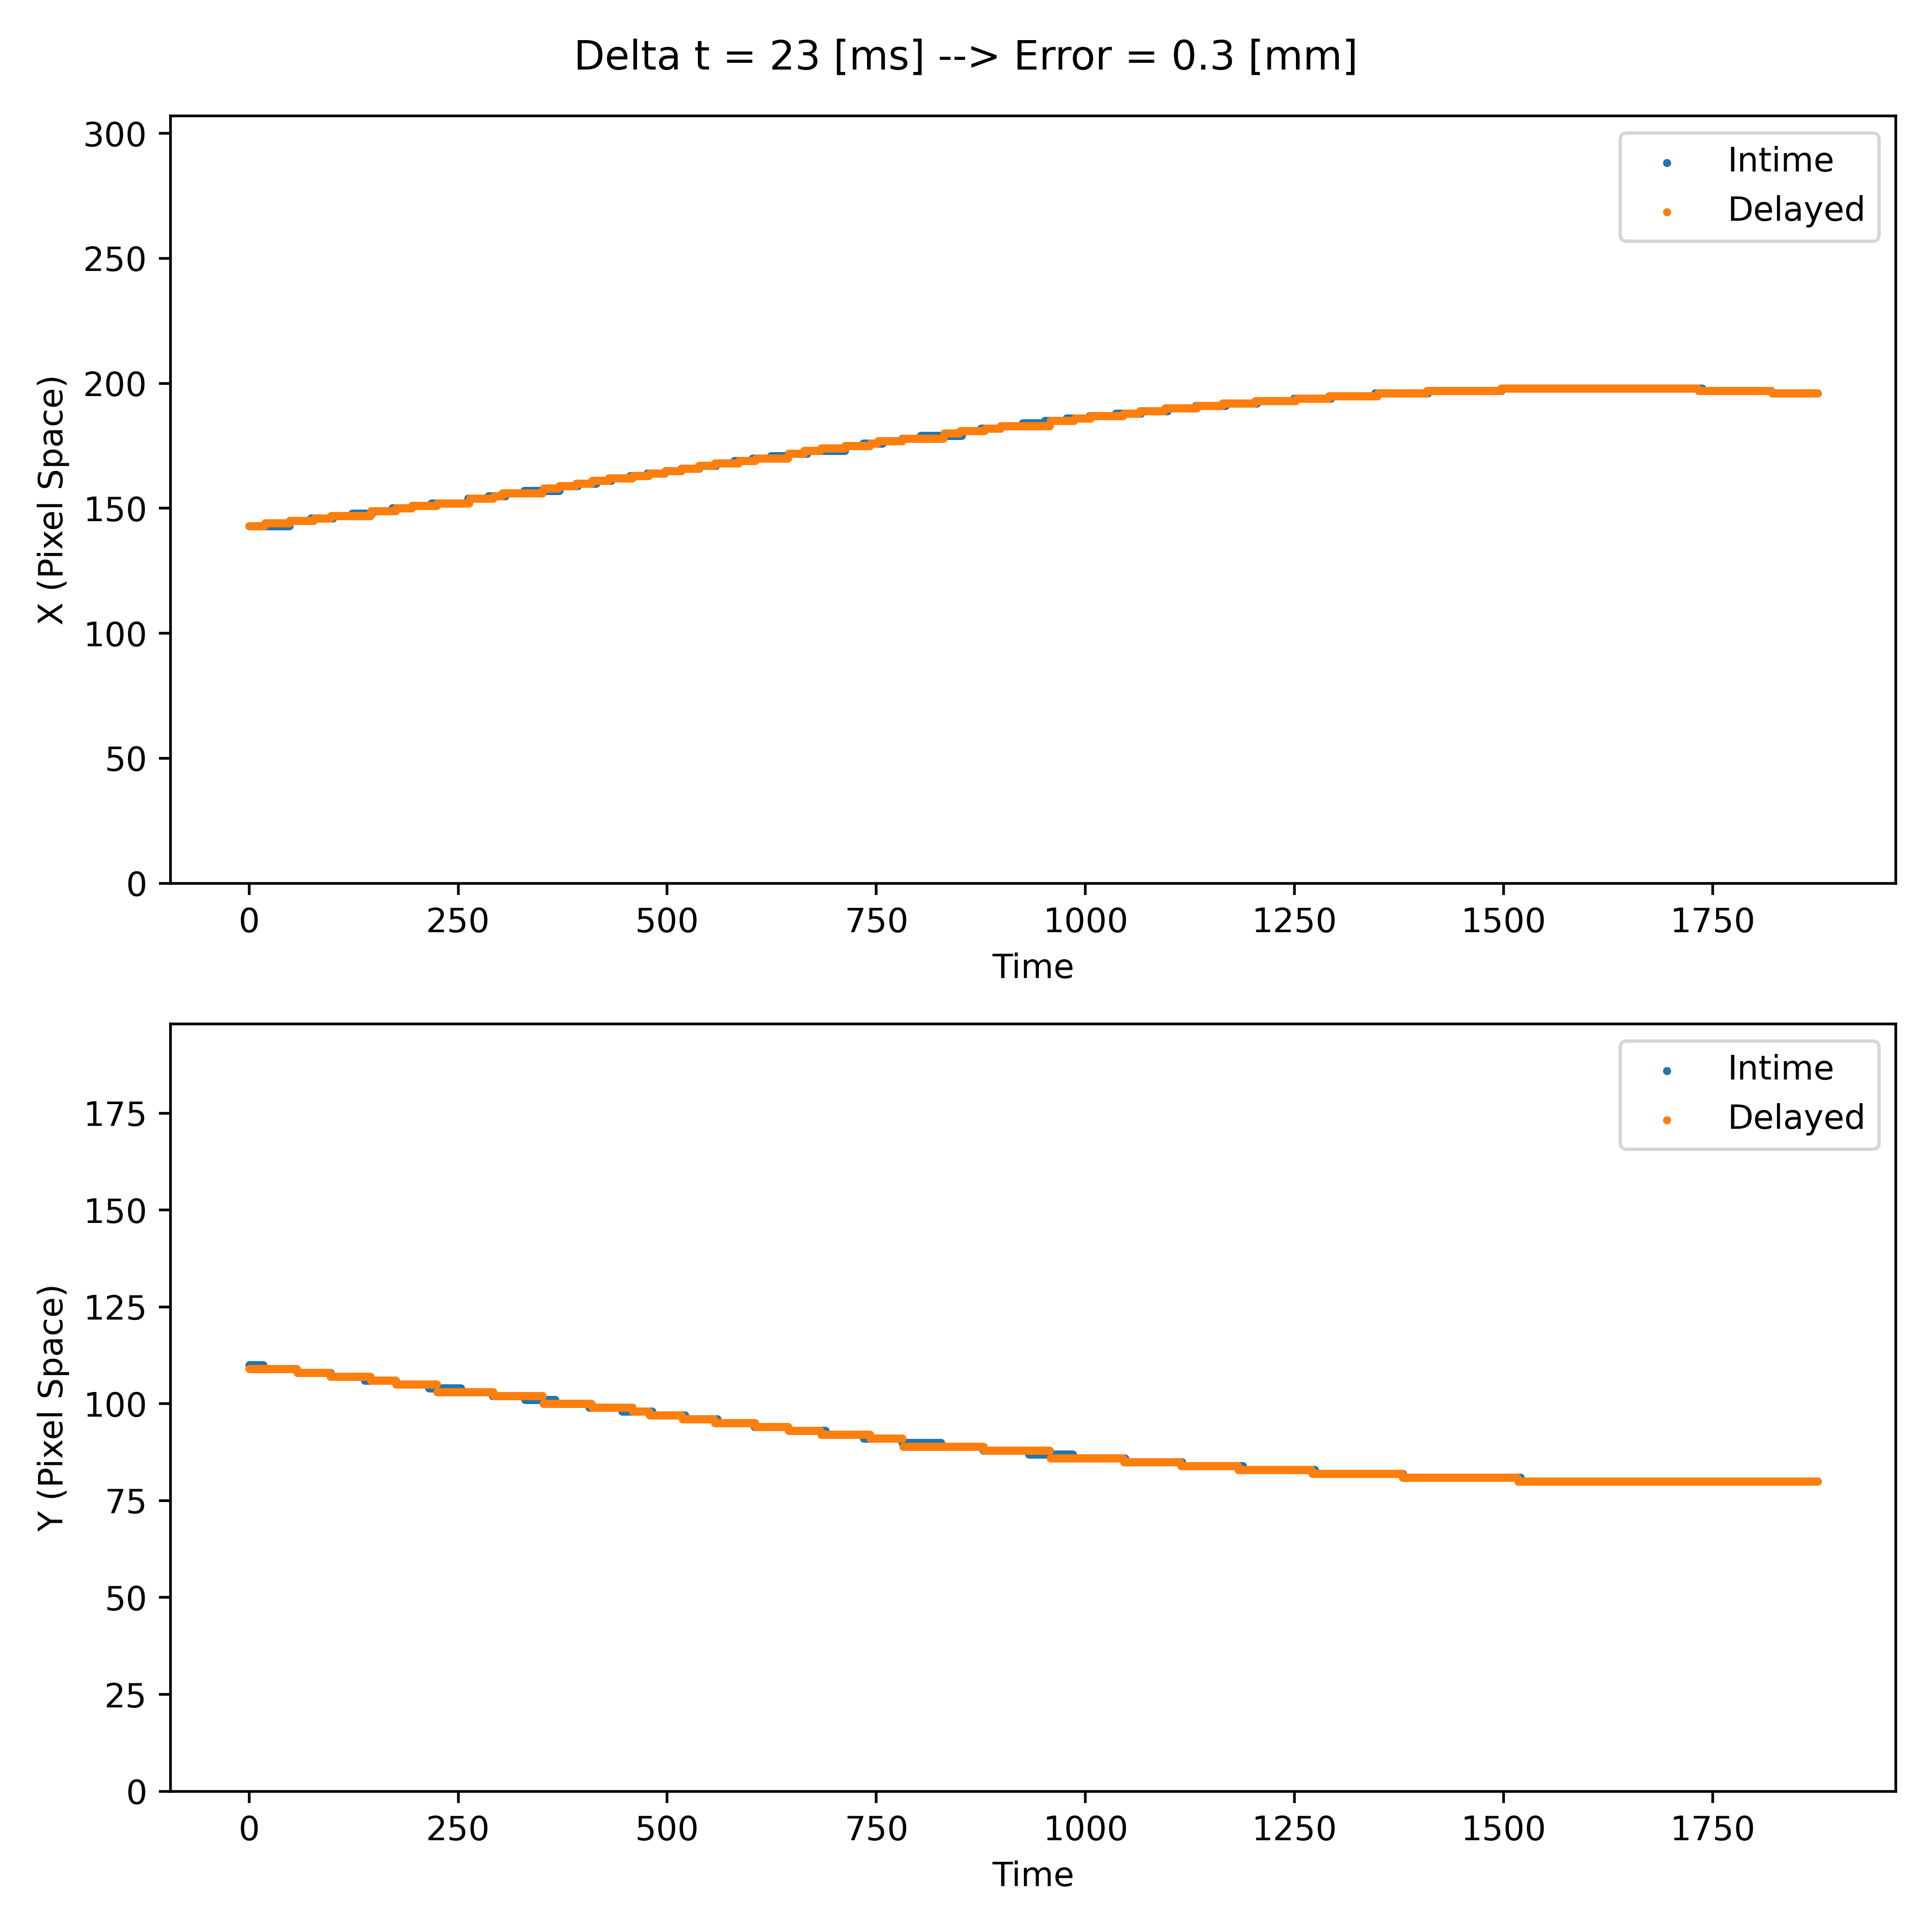 Delta t = 23 [ms] --> Error = 0.3 [mm]
300
250
200
150
100
50
0
X (Pixel Space)
Intime
Delayed
0 250 500 750 1000 1250 1500 1750
Time
175
150
125
100
75
50
25
0
Y (Pixel Space)
Intime
Delayed
0 250 500 750 1000 1250 1500 1750
Time